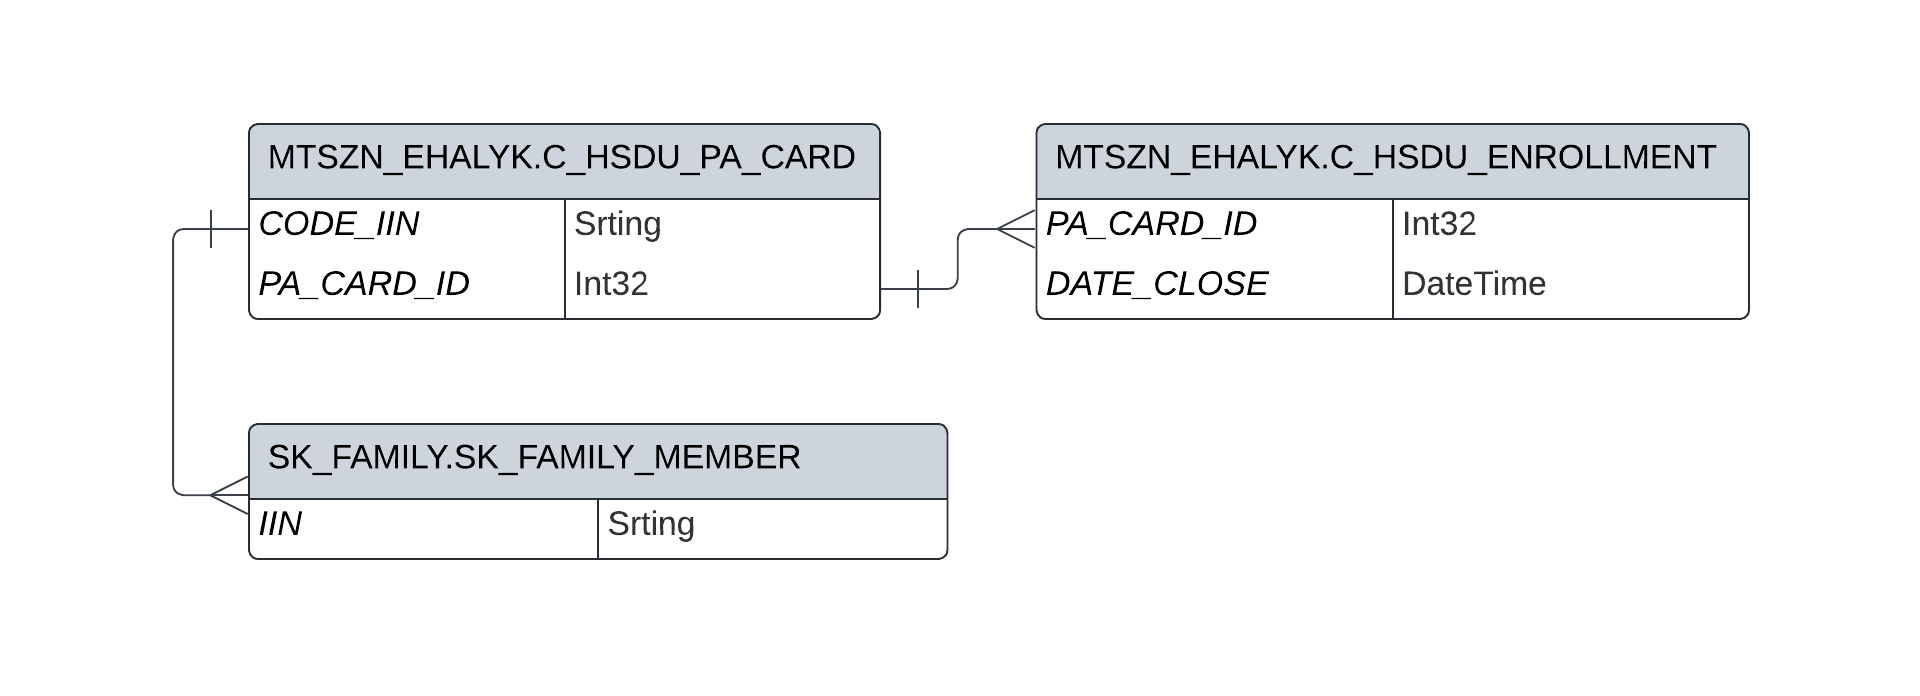 MTSZN_EHALYK.C_HSDU_PA_CARD
CODE_IIN Srting
PA_CARD_ID Int32
MTSZN_EHALYK.C_HSDU_ENROLLMENT
PA_CARD_ID Int32
DATE_CLOSE DateTime
SK_FAMILY.SK_FAMILY_MEMBER
IIN Srting